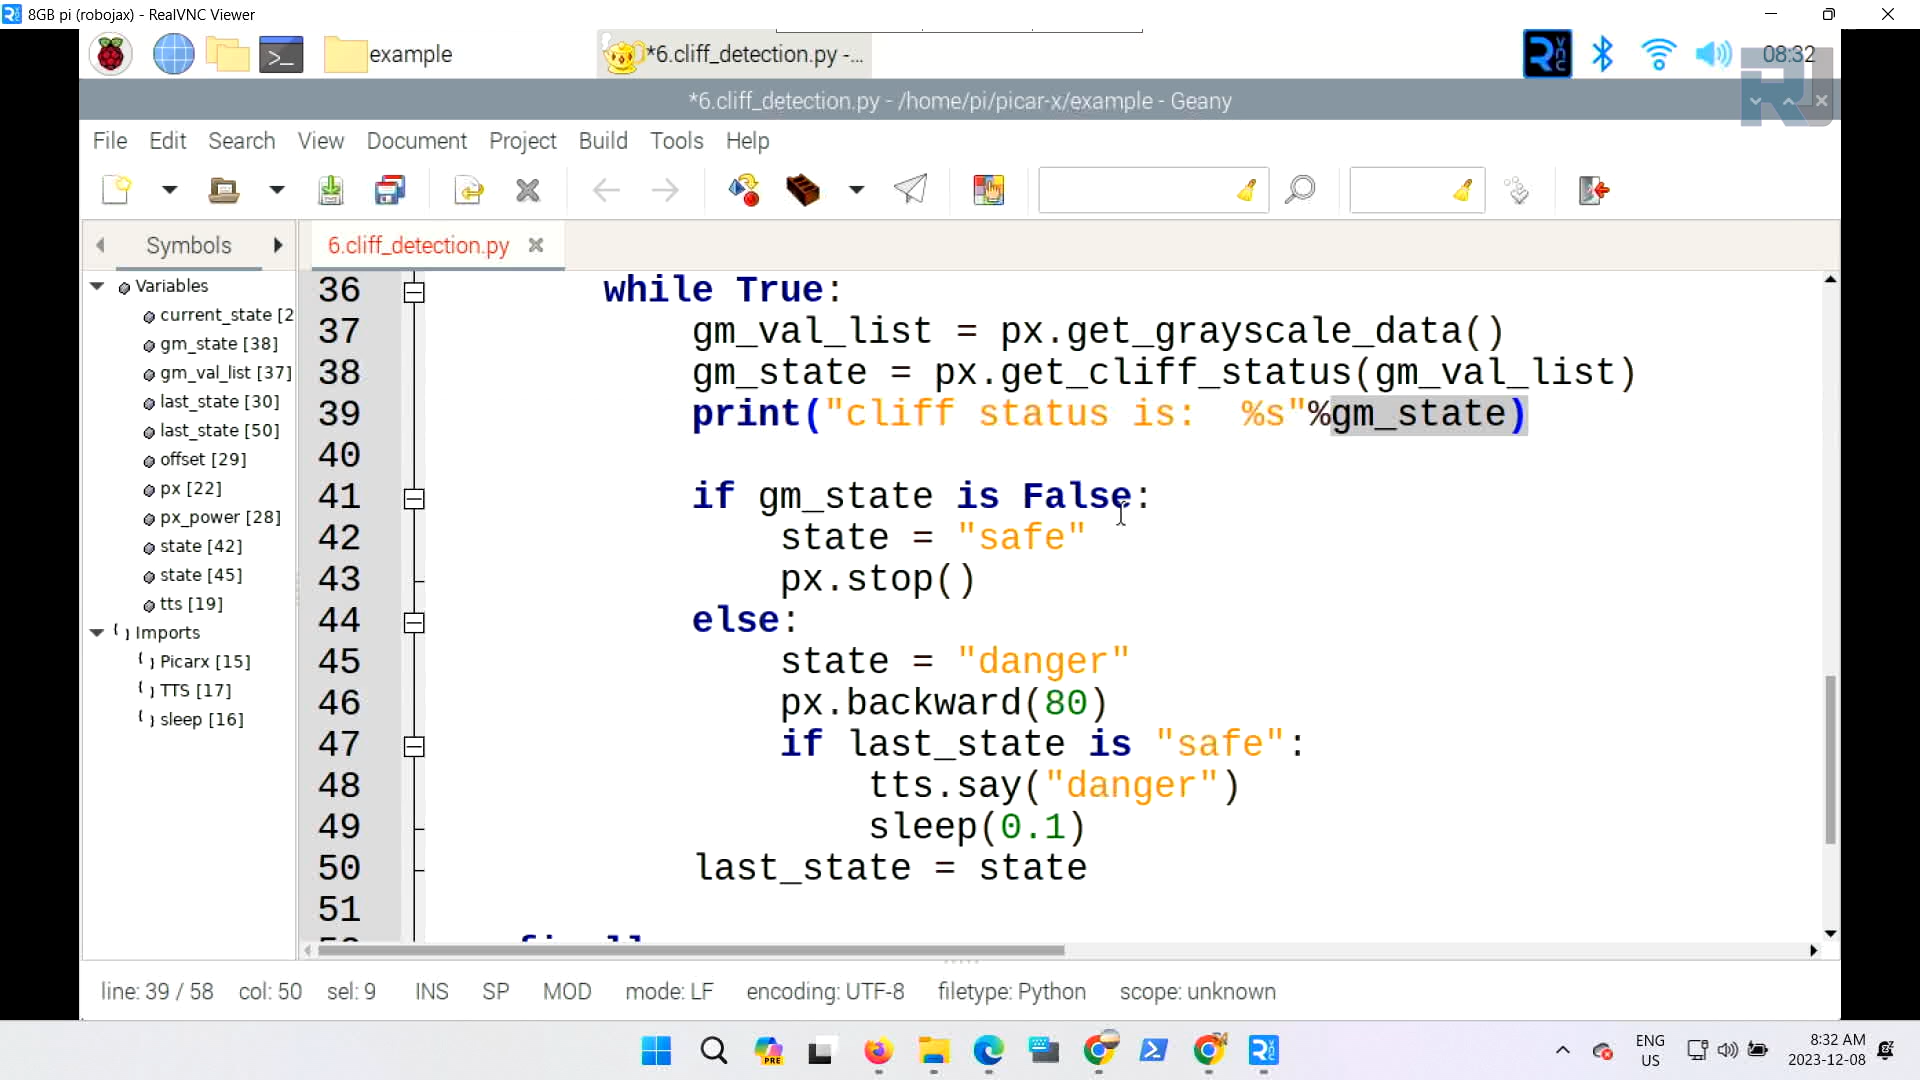 8GB pi (robojax) - RealVNC Viewer
example
*6.cliff_detection.py -...
08:32
*6.cliff_detection.py - /home/pi/picar-x/example - Geany
File Edit Search View Document Project Build Tools Help
Symbols
6.cliff_detection.py
Variables
current_state [2
gm_state [38]
gm_val_list [37]
last_state [30]
last_state [50]
offset [29]
px [22]
px_power [28]
state [42]
state [45]
tts [19]
Imports
Picarx [15]
TTS [17]
sleep [16]
36 while True:
37 gm_val_list = px.get_grayscale_data()
38 gm_state = px.get_cliff_status(gm_val_list)
39 print("cliff status is:  %s"%gm_state)
40
41 if gm_state is False:
42 state = "safe"
43 px.stop()
44 else:
45 state = "danger"
46 px.backward(80)
47 if last_state is "safe":
48 tts.say("danger")
49 sleep(0.1)
50 last_state = state
51
line: 39 / 58 col: 50 sel: 9 INS SP MOD mode: LF encoding: UTF-8 filetype: Python scope: unknown
PRE
ENG
US
8:32 AM
2023-12-08